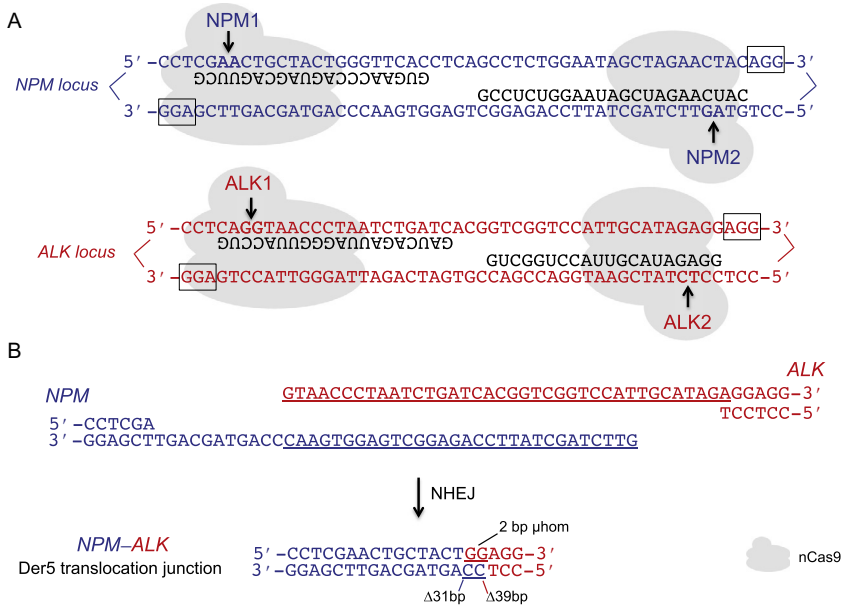 A
NPM1
5′-CCTCGAACTGCTACTGGGTTCACCTCAGCCTCTGGAATAGCTAGAACTACAGG-3′
GUGAACCCAGUAGCAGUUCG
NPM locus
GCCUCUGGAAUAGCUAGAACUAC
3′-GGAGCTTGACGATGACCCAAGTGGAGTCGGAGACCTTATCGATCTTGATGTCC-5′
NPM2
ALK1
5′-CCTCAGGTAACCCTAATCTGATCACGGTCGGTCCATTGCATAGAGGAGG-3′
GAUCAGAUUAGGGUUACCUG
ALK locus
GUCGGUCCAUUGCAUAGAGG
3′-GGAGTCCATTGGGATTAGACTAGTGCCAGCCAGGTAAGCTATCTCCTCC-5′
ALK2
B
ALK
NPM
GTAACCCTAATCTGATCACGGTCGGTCCATTGCATAGAGGAGG-3′
TCCTCC-5′
5′-CCTCGA
3′-GGAGCTTGACGATGACCCAAGTGGAGTCGGAGACCTTATCGATCTTG
NHEJ
2 bp μhom
NPM–ALK
5′-CCTCGAACTGCTACTGGAGG-3′
Der5 translocation junction
3′-GGAGCTTGACGATGACCTCC-5′
nCas9
Δ31bp Δ39bp